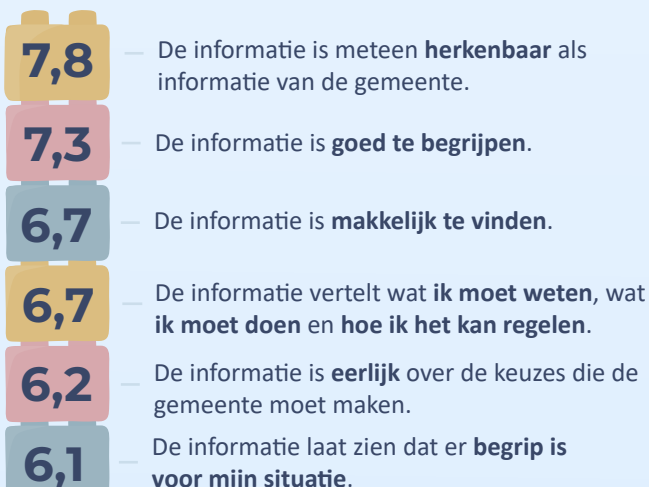 7,8
De informatie is meteen herkenbaar als
informatie van de gemeente.
7,3
De informatie is goed te begrijpen.
6,7
De informatie is makkelijk te vinden.
6,7
De informatie vertelt wat ik moet weten, wat
ik moet doen en hoe ik het kan regelen.
6,2
De informatie is eerlijk over de keuzes die de
gemeente moet maken.
6,1
De informatie laat zien dat er begrip is
voor mijn situatie.